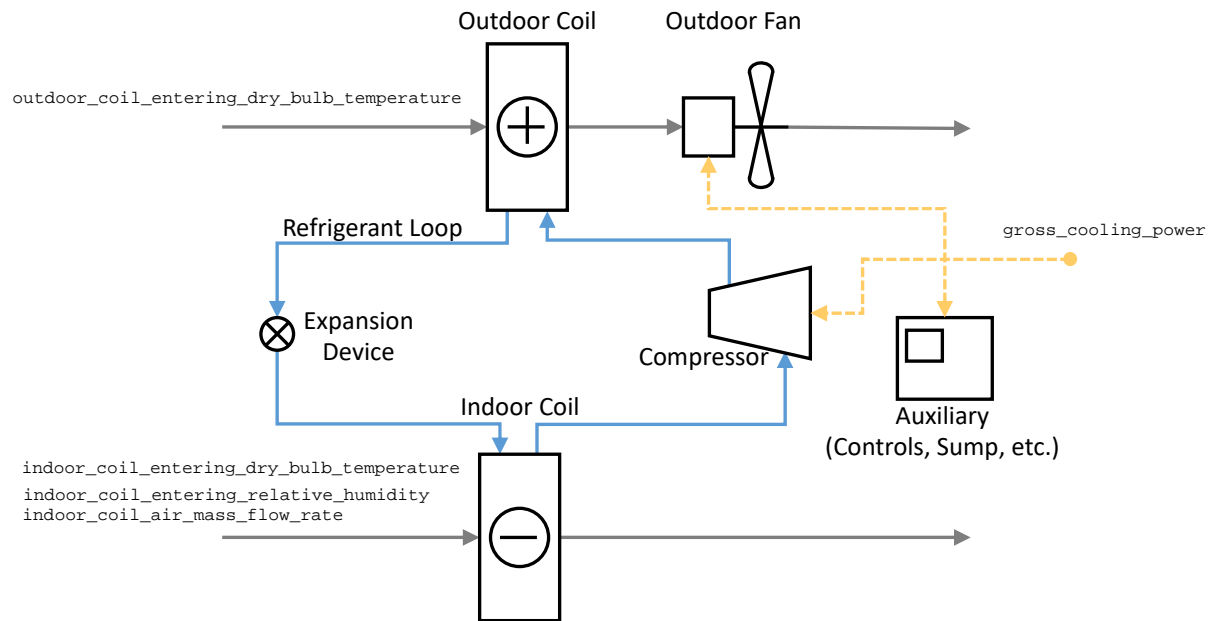 Outdoor Coil
Outdoor Fan
outdoor_coil_entering_dry_bulb_temperature
Refrigerant Loop
gross_cooling_power
Expansion
Device
Compressor
Indoor Coil
Auxiliary
(Controls, Sump, etc.)
indoor_coil_entering_dry_bulb_temperature
indoor_coil_entering_relative_humidity
indoor_coil_air_mass_flow_rate